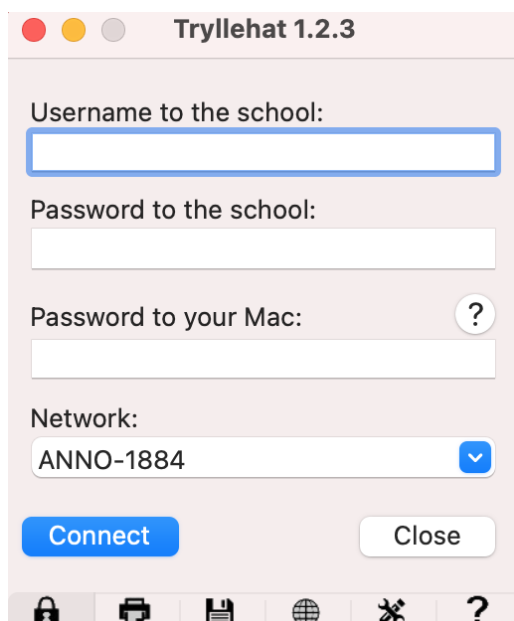 Tryllehat 1.2.3
Username to the school:
Password to the school:
Password to your Mac:
?
Network:
ANNO-1884
Connect
Close
?